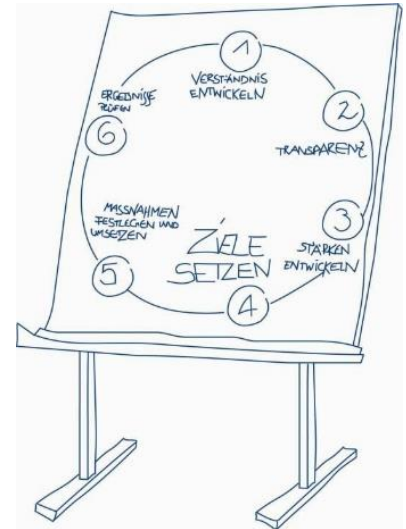 1
VERSTÄNDNIS
ENTWICKELN
2
TRANSPARENZ
3
STÄRKEN
ENTWICKELN
4
ZIELE
SETZEN
5
MASSNAHMEN
FESTLEGEN UND
UMSETZEN
6
ERGEBNISSE
PRÜFEN